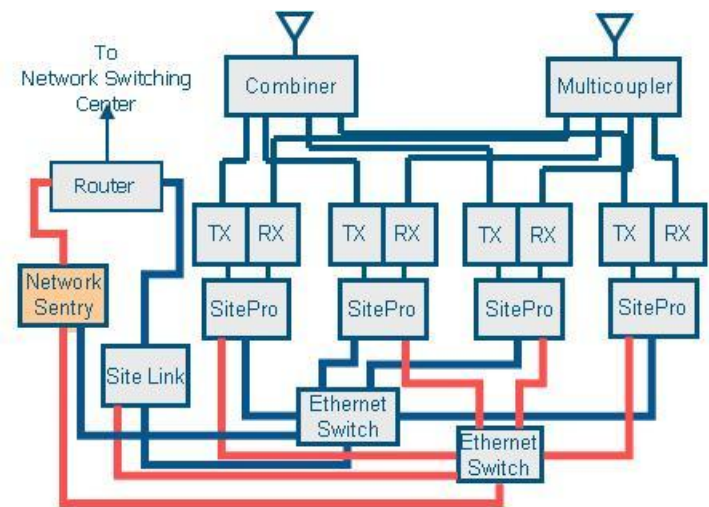 To
Network Switching
Center
Combiner
Multicoupler
Router
TX
RX
TX
RX
TX
RX
TX
RX
Network
Sentry
SitePro
SitePro
SitePro
SitePro
Site Link
Ethernet
Switch
Ethernet
Switch